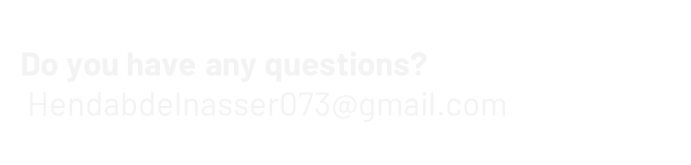 Do you have any questions?
Hendabdelnasser073@gmail.com